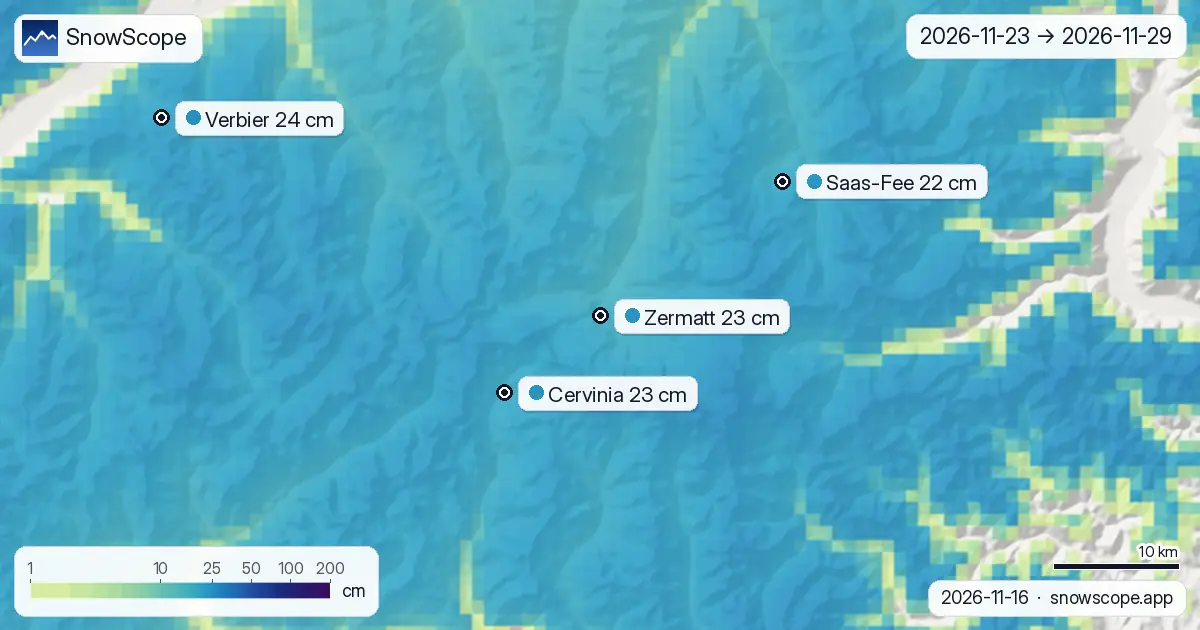 SnowScope
2026-11-23 → 2026-11-29
Verbier 24 cm
Saas-Fee 22 cm
Zermatt 23 cm
Cervinia 23 cm
1 10 25 50 100 200
cm
10 km
2026-11-16 · snowscope.app